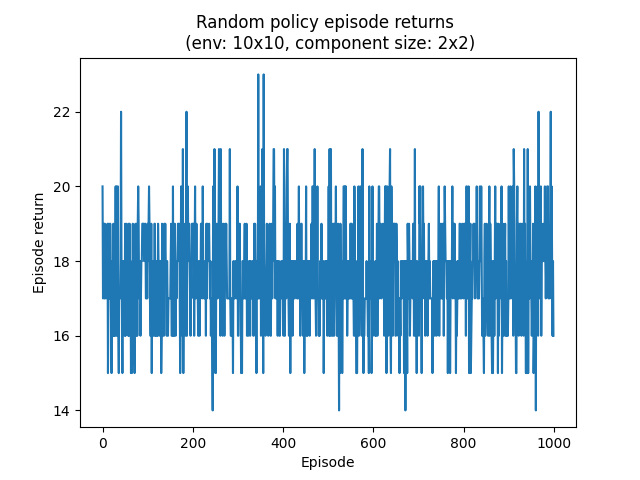 Random policy episode returns
(env: 10x10, component size: 2x2)
22
20
18
16
14
Episode return
0
200
400
600
800
1000
Episode